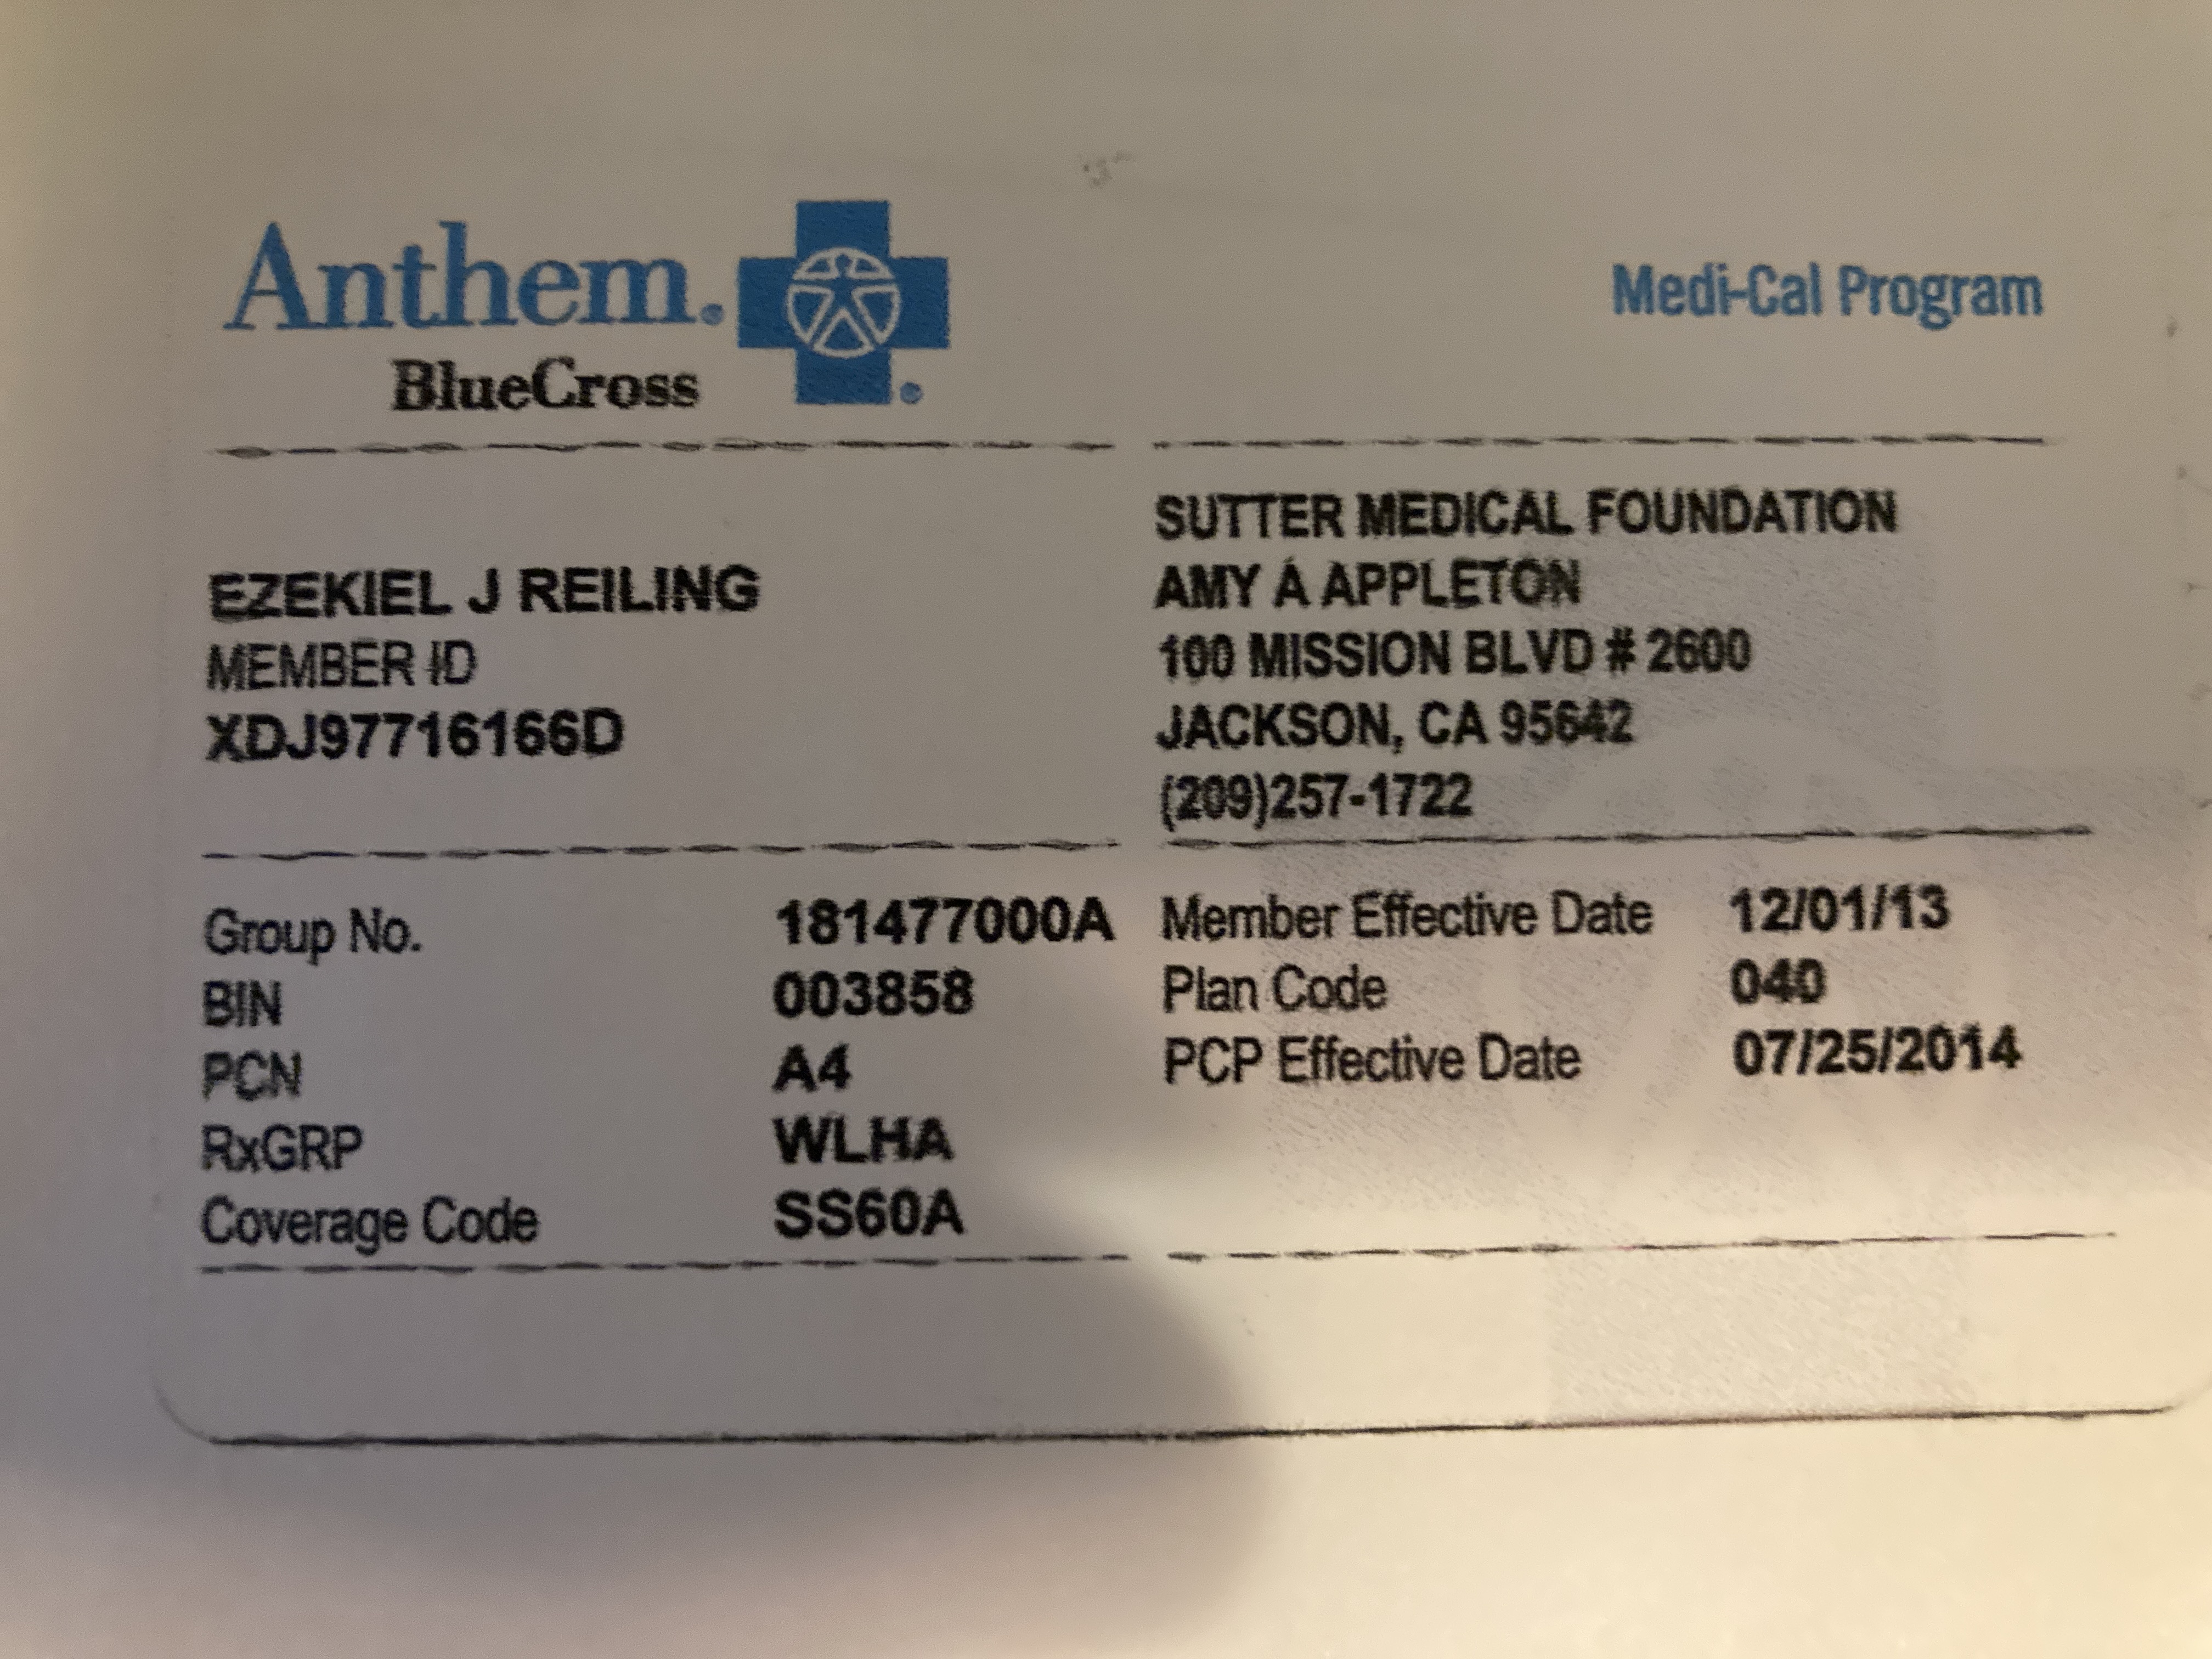 Anthem.® ®
BlueCross
Medi-Cal Program
EZEKIEL J REILING
MEMBER ID
XDJ97716166D
SUTTER MEDICAL FOUNDATION
AMY A APPLETON
100 MISSION BLVD # 2600
JACKSON, CA 95642
(209)257-1722
Group No. 181477000A
BIN 003858
PCN A4
RxGRP WLHA
Coverage Code SS60A
Member Effective Date 12/01/13
Plan Code 040
PCP Effective Date 07/25/2014